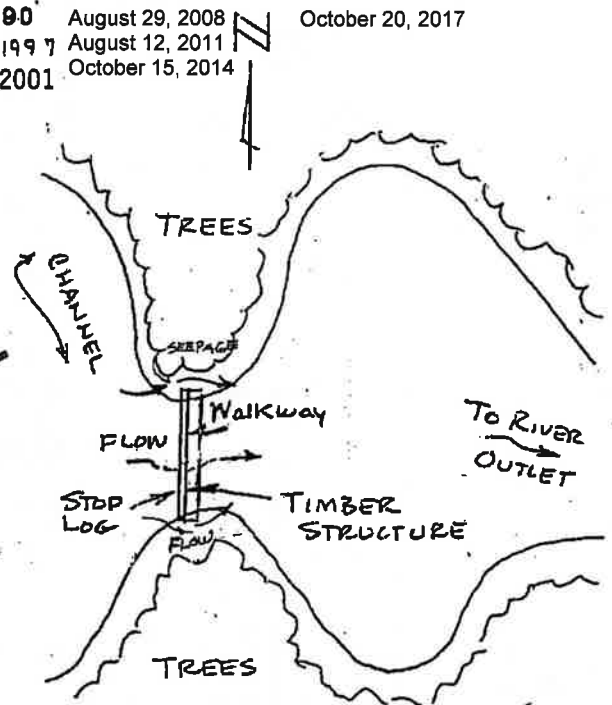 90 August 29, 2008 N October 20, 2017
1997 August 12, 2011
2001 October 15, 2014
TREES
CHANNEL
SEEPAGE
Walkway
FLOW
TO RIVER
OUTLET
STOP
LOG
TIMBER
STRUCTURE
FLOW
TREES